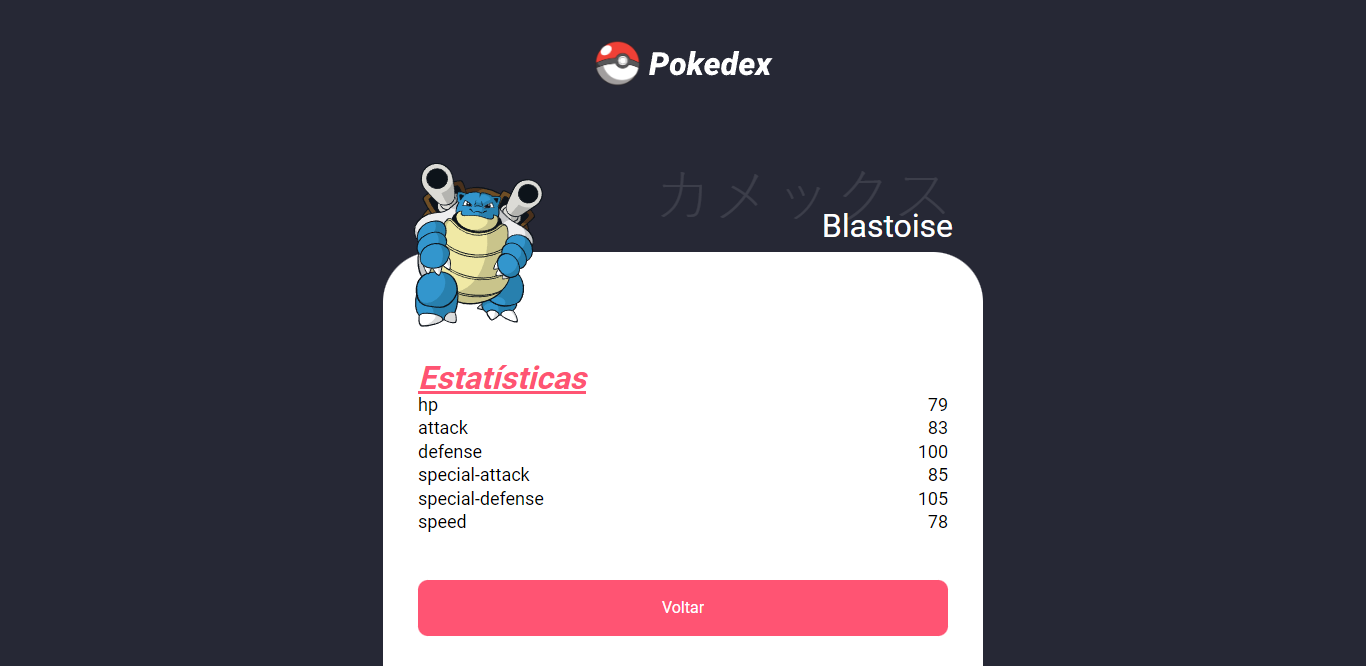 Pokedex
カメックス
Blastoise
Estatísticas
hp 79
attack 83
defense 100
special-attack 85
special-defense 105
speed 78
Voltar